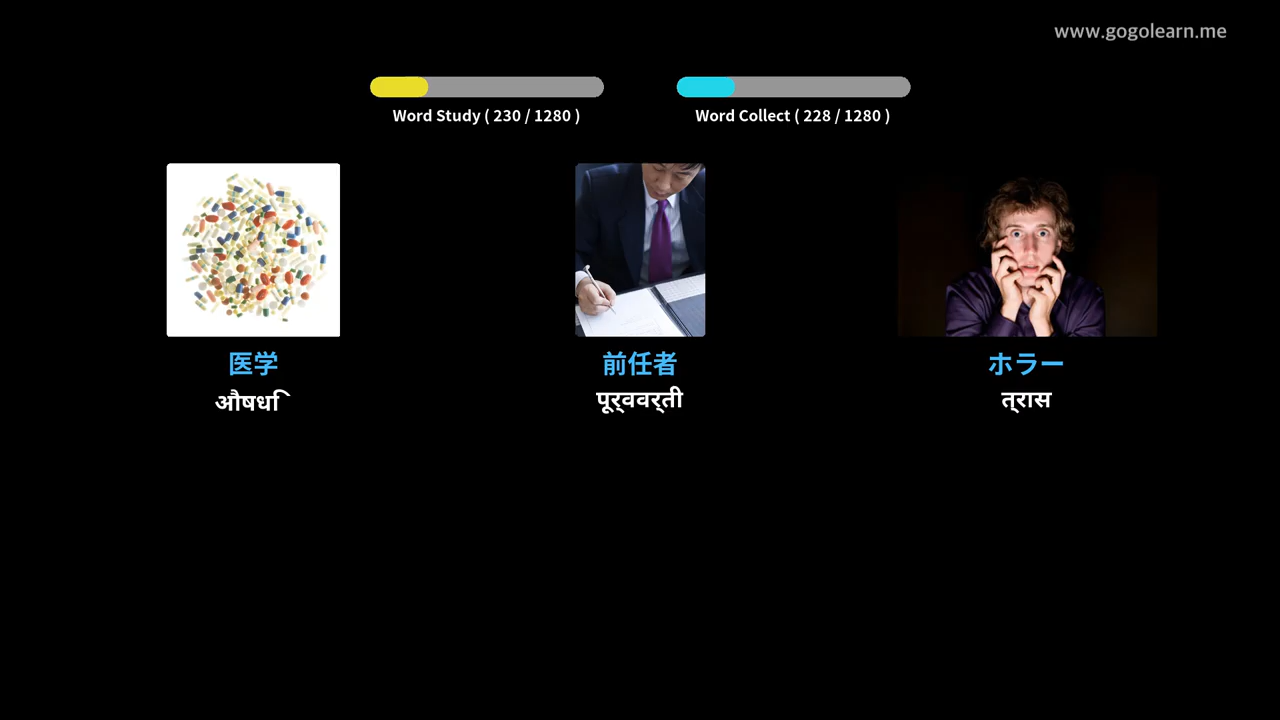 www.gogolearn.me
Word Study ( 230 / 1280 )
Word Collect ( 228 / 1280 )
医学
前任者
ホラー
औषधि
पूर्ववर्ती
त्रास